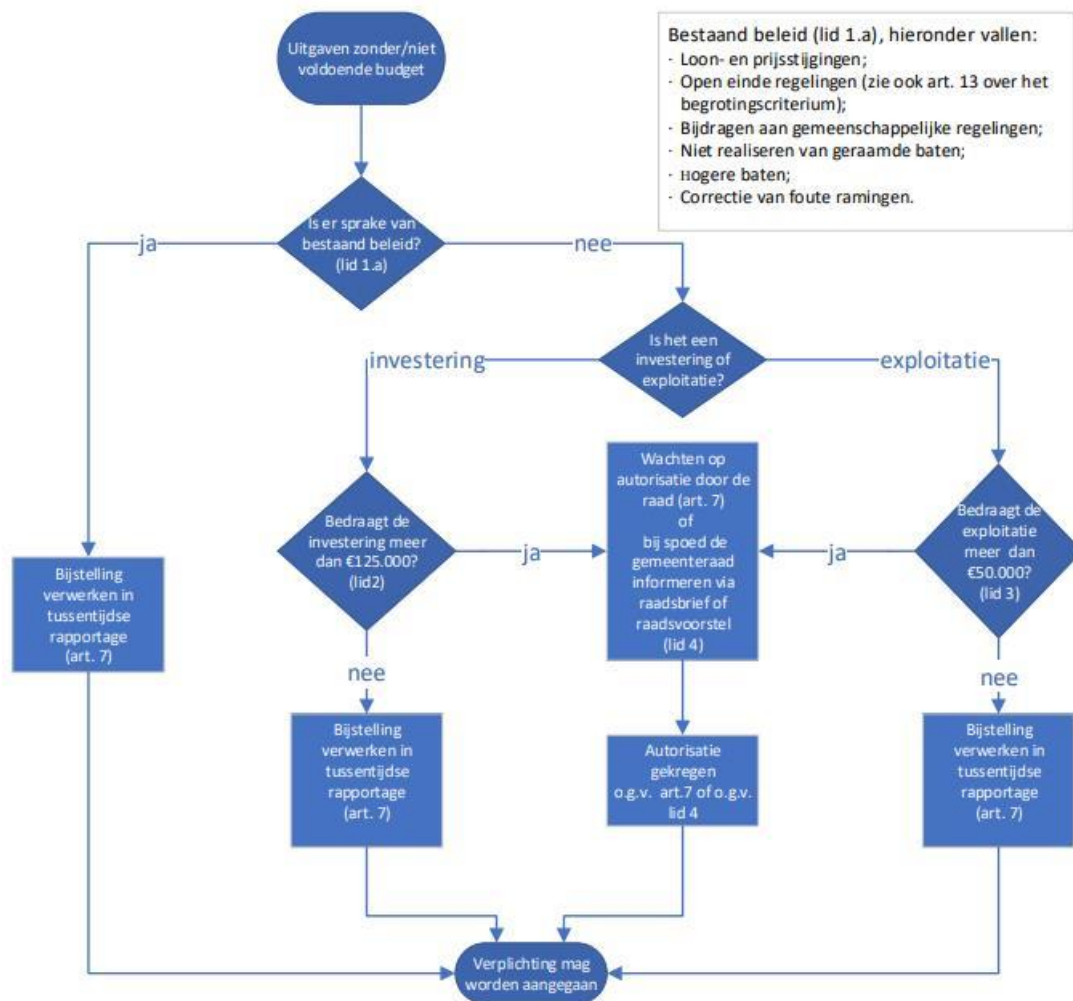 Uitgaven zonder/niet
voldoende budget
Bestaand beleid (lid 1.a), hieronder vallen:
- Loon- en prijsstijgingen;
- Open einde regelingen (zie ook art. 13 over het
begrotingscriterium);
- Bijdragen aan gemeenschappelijke regelingen;
- Niet realiseren van geraamde baten;
- Hogere baten;
- Correctie van foute ramingen.
Is er sprake van
bestaand beleid?
(lid 1.a)
ja
nee
Is het een
investering of
exploitatie?
investering
exploitatie
Bedraagt de
investering meer
dan €125.000?
(lid2)
ja
Wachten op
autorisatie door de
raad (art. 7)
of
bij spoed de
gemeenteraad
informeren via
raadsbrief of
raadsvoorstel
(lid 4)
ja
Bedraagt de
exploitatie
meer dan
€50.000?
(lid 3)
Bijstelling
verwerken in
tussentijdse
rapportage
(art. 7)
nee
nee
Bijstelling
verwerken in
tussentijdse
rapportage
(art. 7)
Autorisatie
gekregen
o.g.v. art.7 of o.g.v.
lid 4
Bijstelling
verwerken in
tussentijdse
rapportage
(art. 7)
Verplichting mag
worden aangegaan